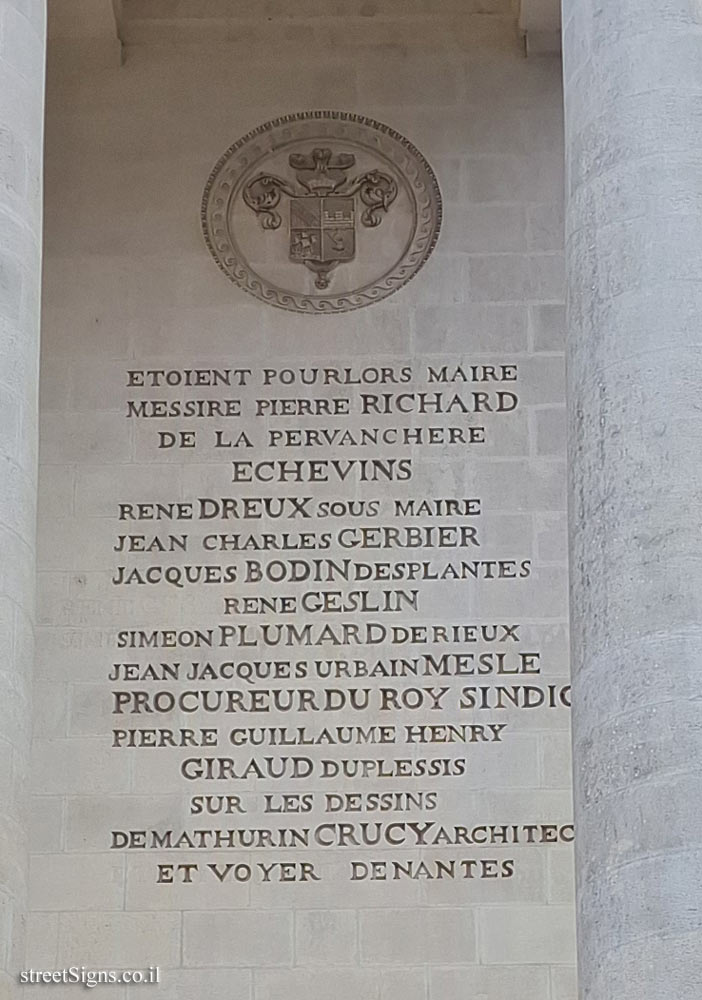 ETOIENT POURLORS MAIRE
MESSIRE PIERRE RICHARD
DE LA PERVANCHERE
ECHEVINS
RENE DREUX SOUS MAIRE
JEAN CHARLES GERBIER
JACQUES BODIN DESPLANTES
RENE GESLIN
SIMEON PLUMARD DE RIEUX
JEAN JACQUES URBAIN MESLE
PROCUREUR DU ROY SINDIC
PIERRE GUILLAUME HENRY
GIRAUD DUPLESSIS
SUR LES DESSINS
DE MATHURIN CRUCY ARCHITEC
ET VOYER DE NANTES
streetSigns.co.il